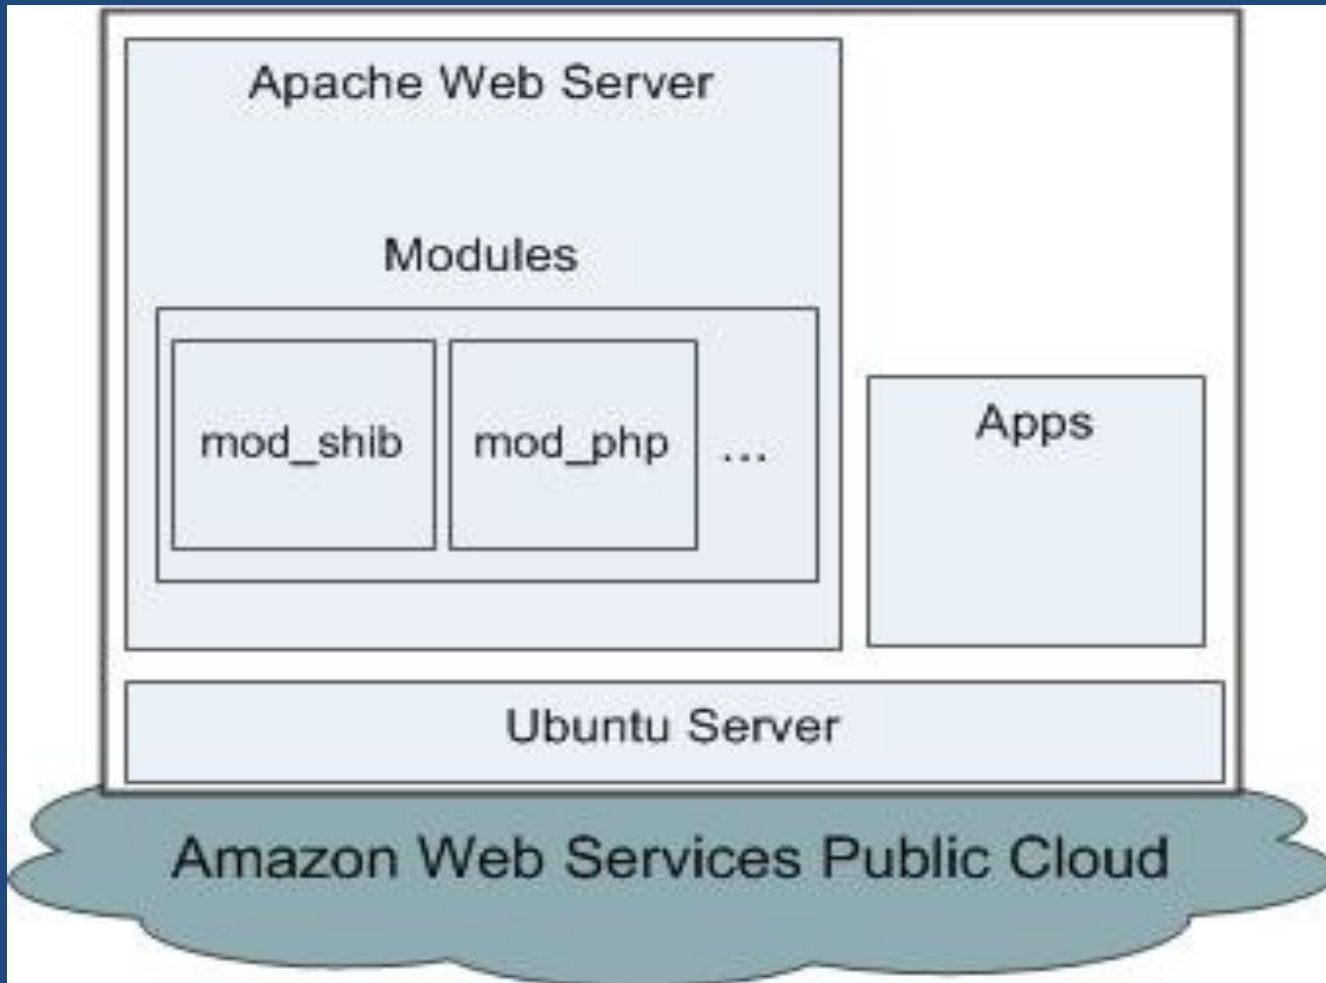 Apache Web Server
Modules
mod_shib
mod_php
...
Apps
Ubuntu Server
Amazon Web Services Public Cloud